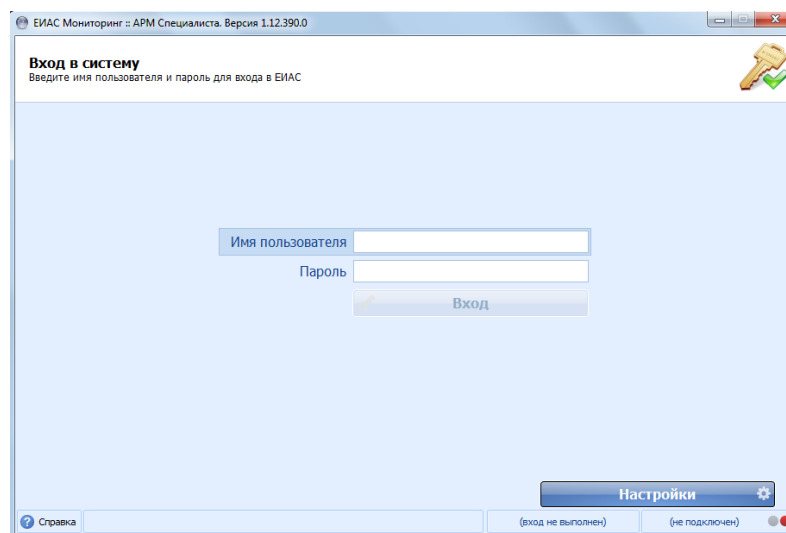 ЕИАС Мониторинг :: АРМ Специалиста. Версия 1.12.390.0
Вход в систему
Введите имя пользователя и пароль для входа в ЕИАС
Имя пользователя
Пароль
Вход
Настройки
Справка
(вход не выполнен)
(не подключен)